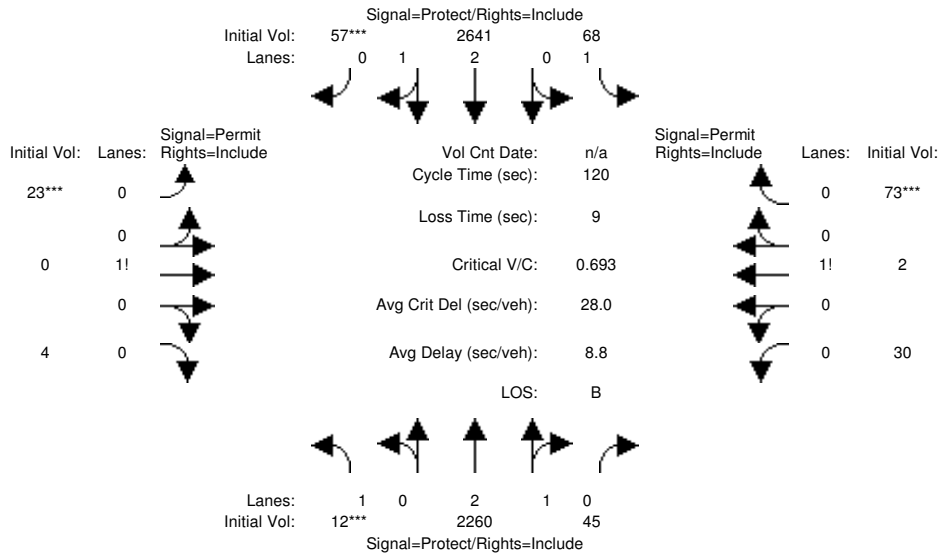 Signal=Protect/Rights=Include
Initial Vol: 57*** 2641 68
Lanes: 0 1 2 0 1
Signal=Permit
Initial Vol: Lanes: Rights=Include
Vol Cnt Date: n/a
Signal=Permit
Rights=Include Lanes: Initial Vol:
Cycle Time (sec): 120
23*** 0
0 73***
Loss Time (sec): 9
0
0
0 1!
Critical V/C: 0.693
1! 2
0
Avg Crit Del (sec/veh): 28.0
0
4 0
Avg Delay (sec/veh): 8.8
0 30
LOS: B
Lanes: 1 0 2 1 0
Initial Vol: 12*** 2260 45
Signal=Protect/Rights=Include